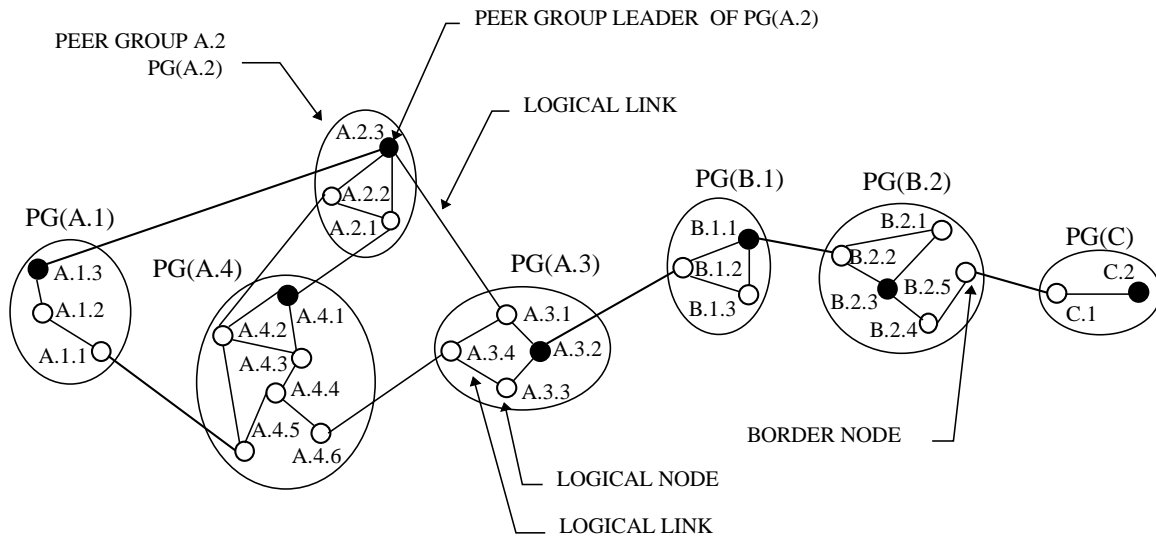 PEER GROUP LEADER OF PG(A.2)
PEER GROUP A.2
PG(A.2)
LOGICAL LINK
A.2.3
A.2.2
A.2.1
PG(A.1)
A.1.3
A.1.2
A.1.1
PG(A.4)
A.4.1
A.4.2
A.4.3
A.4.4
A.4.5
A.4.6
PG(A.3)
A.3.1
A.3.4
A.3.2
A.3.3
PG(B.1)
B.1.1
B.1.2
B.1.3
PG(B.2)
B.2.1
B.2.2
B.2.3
B.2.5
B.2.4
PG(C)
C.2
C.1
BORDER NODE
LOGICAL NODE
LOGICAL LINK